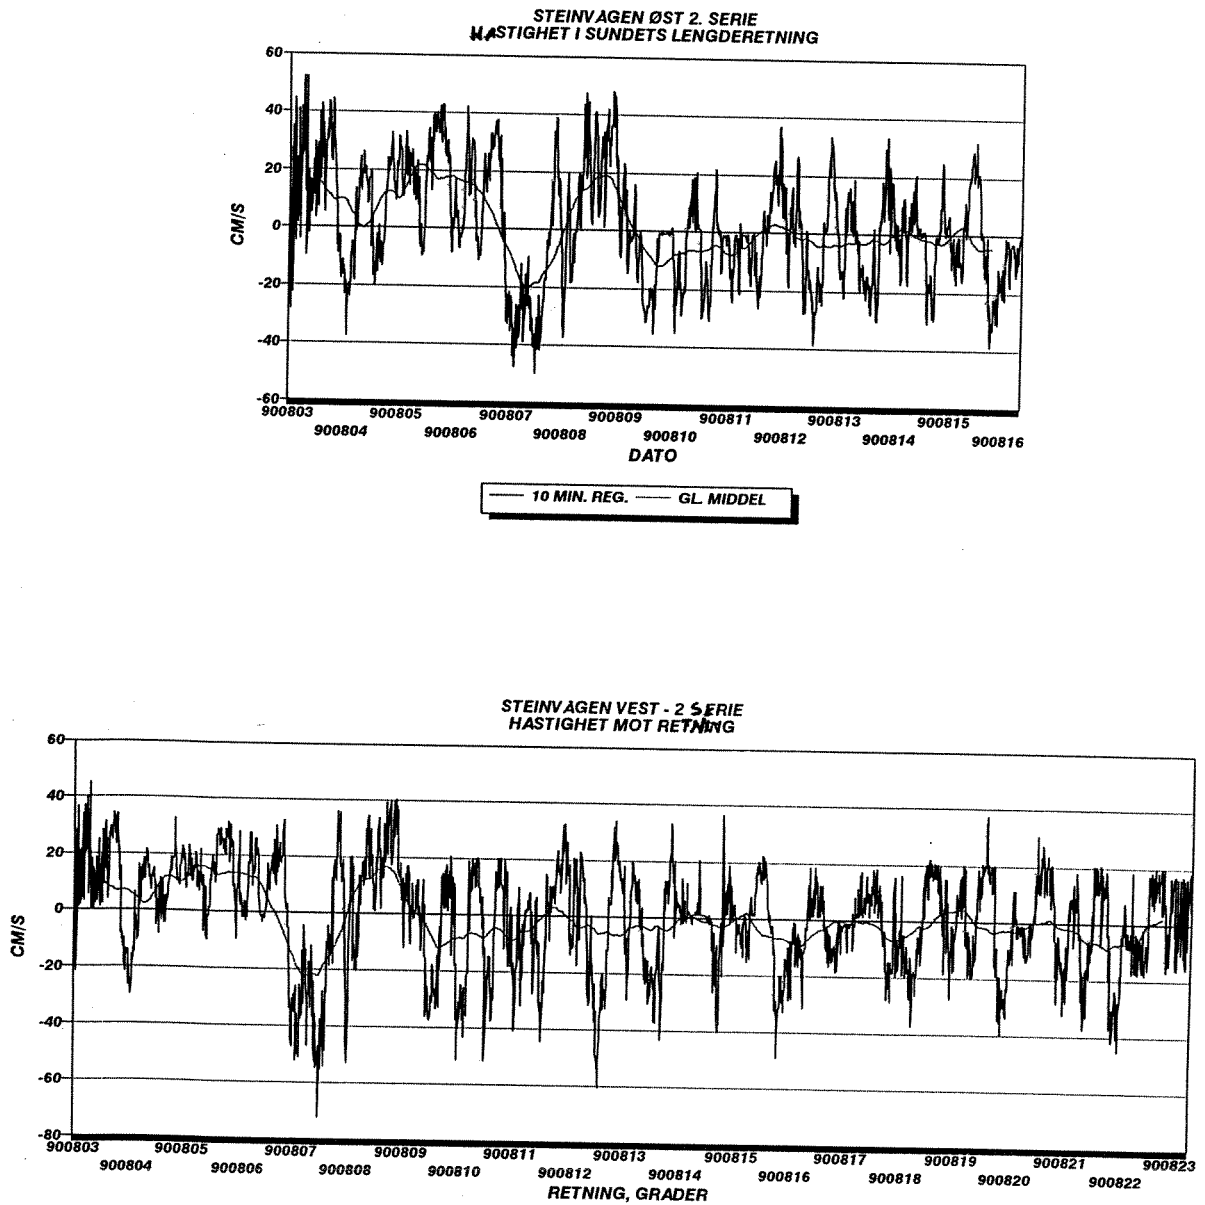 STEINVAGEN ØST 2. SERIE
HASTIGHET I SUNDETS LENGDERETNING
60
40
20
0
-20
-40
-60
CM/S
900803 900805 900807 900809 900811 900813 900815
900804 900806 900808 900810 900812 900814 900816
DATO
10 MIN. REG. GL. MIDDEL
STEINVAGEN VEST - 2 SERIE
HASTIGHET MOT RETNING
60
40
20
0
-20
-40
-60
-80
CM/S
900803 900805 900807 900809 900811 900813 900815 900817 900819 900821 900823
900804 900806 900808 900810 900812 900814 900816 900818 900820 900822
RETNING, GRADER